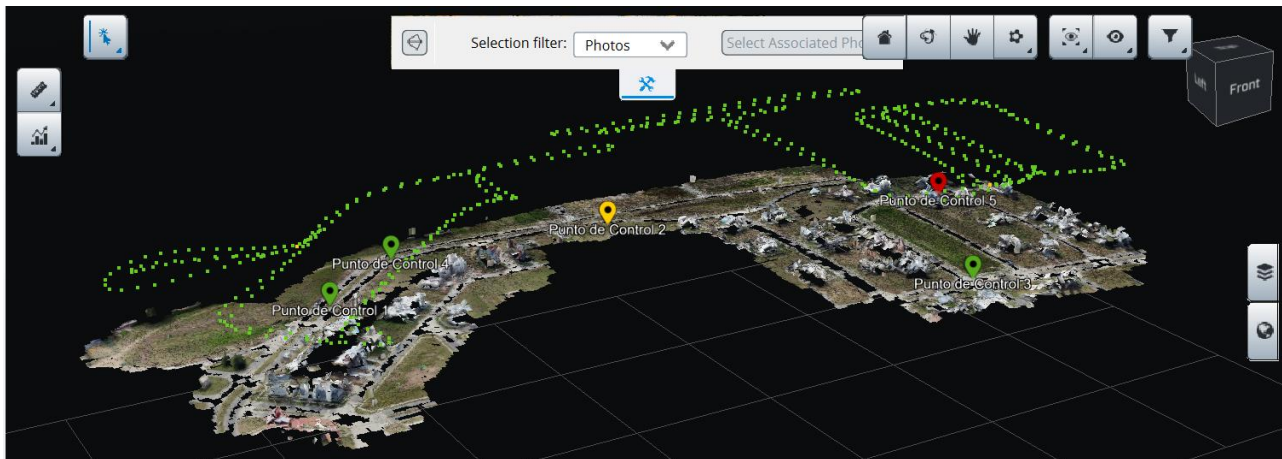 Selection filter:
Photos
Select Associated Pho
Left
Front
Punto de Control 5
Punto de Control 2
Punto de Control 4
Punto de Control 3
Punto de Control 1